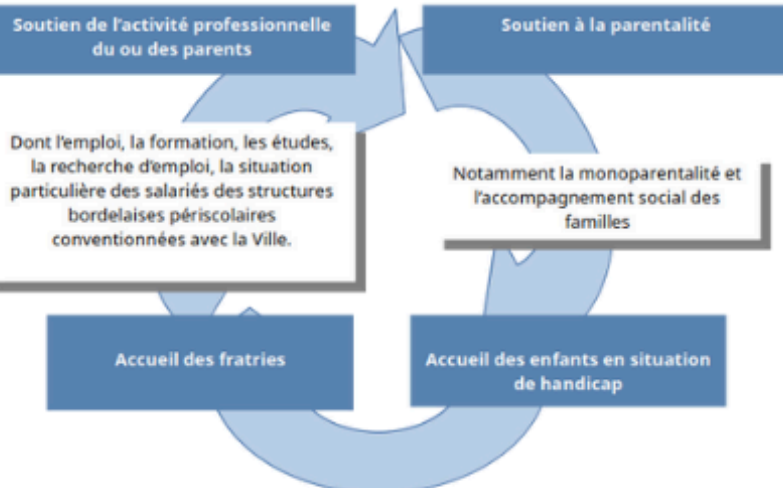 Soutien de l'activité professionnelle
du ou des parents
Soutien à la parentalité
Dont l'emploi, la formation, les études,
la recherche d'emploi, la situation
particulière des salariés des structures
bordelaises périscolaires
conventionnées avec la Ville.
Notamment la monoparentalité et
l'accompagnement social des
familles
Accueil des fratries
Accueil des enfants en situation
de handicap